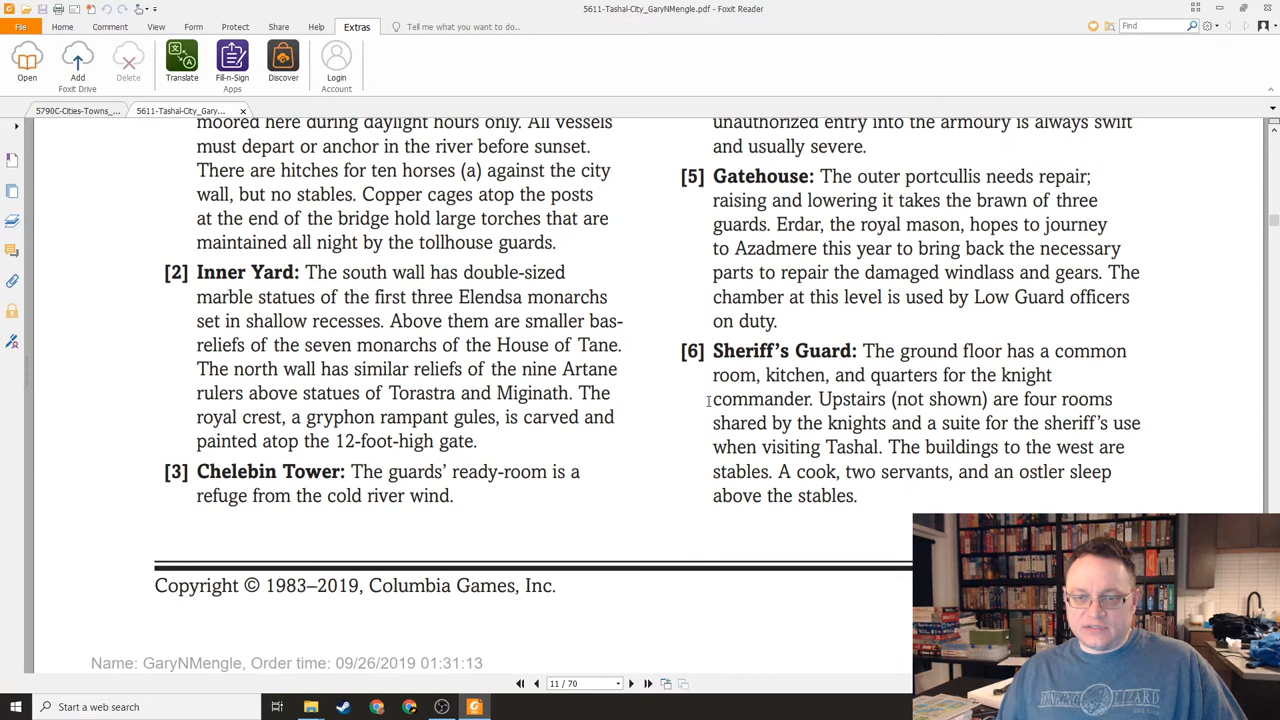 5611-Tashal-City_GaryNMengle.pdf - Foxit Reader
File Home Comment Form Protect Share Help Extras Tell me what you want to do.. Find
Open Add Delete Translate Fill-n-Sign Discover Login
Foxit Drive Apps Account
5790C-Cities-Towns_... 5611-Tashal-City_Gary...
moored here during daylight hours only. All vessels
must depart or anchor in the river before sunset.
There are hitches for ten horses (a) against the city
wall, but no stables. Copper cages atop the posts
at the end of the bridge hold large torches that are
maintained all night by the tollhouse guards.
[2] Inner Yard: The south wall has double-sized
marble statues of the first three Elendsa monarchs
set in shallow recesses. Above them are smaller bas-
reliefs of the seven monarchs of the House of Tane.
The north wall has similar reliefs of the nine Artane
rulers above statues of Torastra and Miginath. The
royal crest, a gryphon rampant gules, is carved and
painted atop the 12-foot-high gate.
[3] Chelebin Tower: The guards' ready-room is a
refuge from the cold river wind.
unauthorized entry into the armoury is always swift
and usually severe.
[5] Gatehouse: The outer portcullis needs repair;
raising and lowering it takes the brawn of three
guards. Erdar, the royal mason, hopes to journey
to Azadmere this year to bring back the necessary
parts to repair the damaged windlass and gears. The
chamber at this level is used by Low Guard officers
on duty.
[6] Sheriff's Guard: The ground floor has a common
room, kitchen, and quarters for the knight
commander. Upstairs (not shown) are four rooms
shared by the knights and a suite for the sheriff's use
when visiting Tashal. The buildings to the west are
stables. A cook, two servants, and an ostler sleep
above the stables.
Copyright © 1983–2019, Columbia Games, Inc.
Name: GaryNMengle, Order time: 09/26/2019 01:31:13
11 / 70
Start a web search
LIZARD